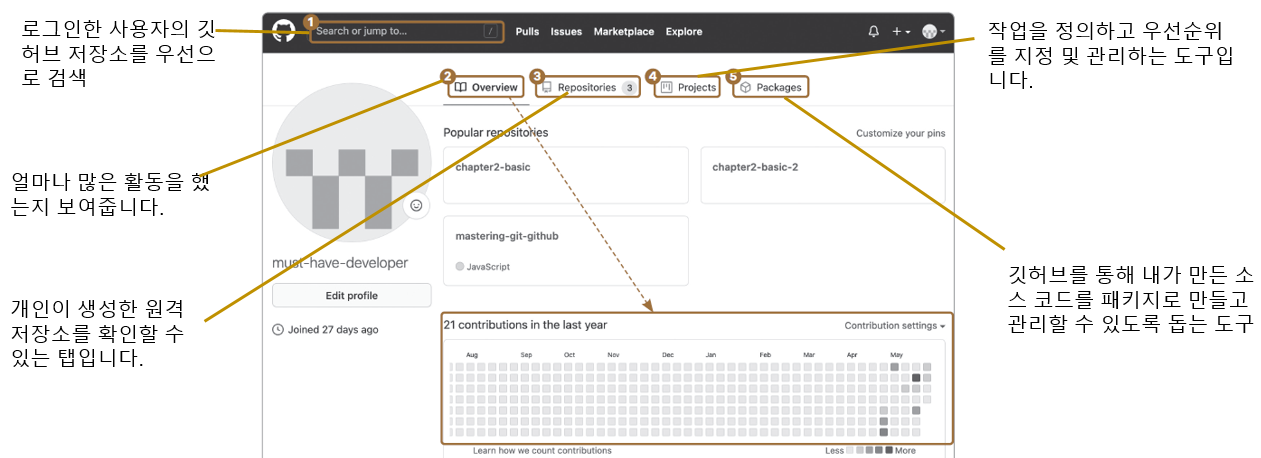 로그인한 사용자의 깃
허브 저장소를 우선으
로 검색
얼마나 많은 활동을 했
는지 보여줍니다.
개인이 생성한 원격
저장소를 확인할 수
있는 탭입니다.
1
Search or jump to...
/
Pulls
Issues
Marketplace
Explore
2
Overview
3
Repositories
3
4
Projects
5
Packages
Popular repositories
Customize your pins
chapter2-basic
chapter2-basic-2
mastering-git-github
JavaScript
must-have-developer
Edit profile
Joined 27 days ago
21 contributions in the last year
Contribution settings
Aug Sep Oct Nov Dec Jan Feb Mar Apr May
Learn how we count contributions
Less
More
작업을 정의하고 우선순위
를 지정 및 관리하는 도구입
니다.
깃허브를 통해 내가 만든 소
스 코드를 패키지로 만들고
관리할 수 있도록 돕는 도구